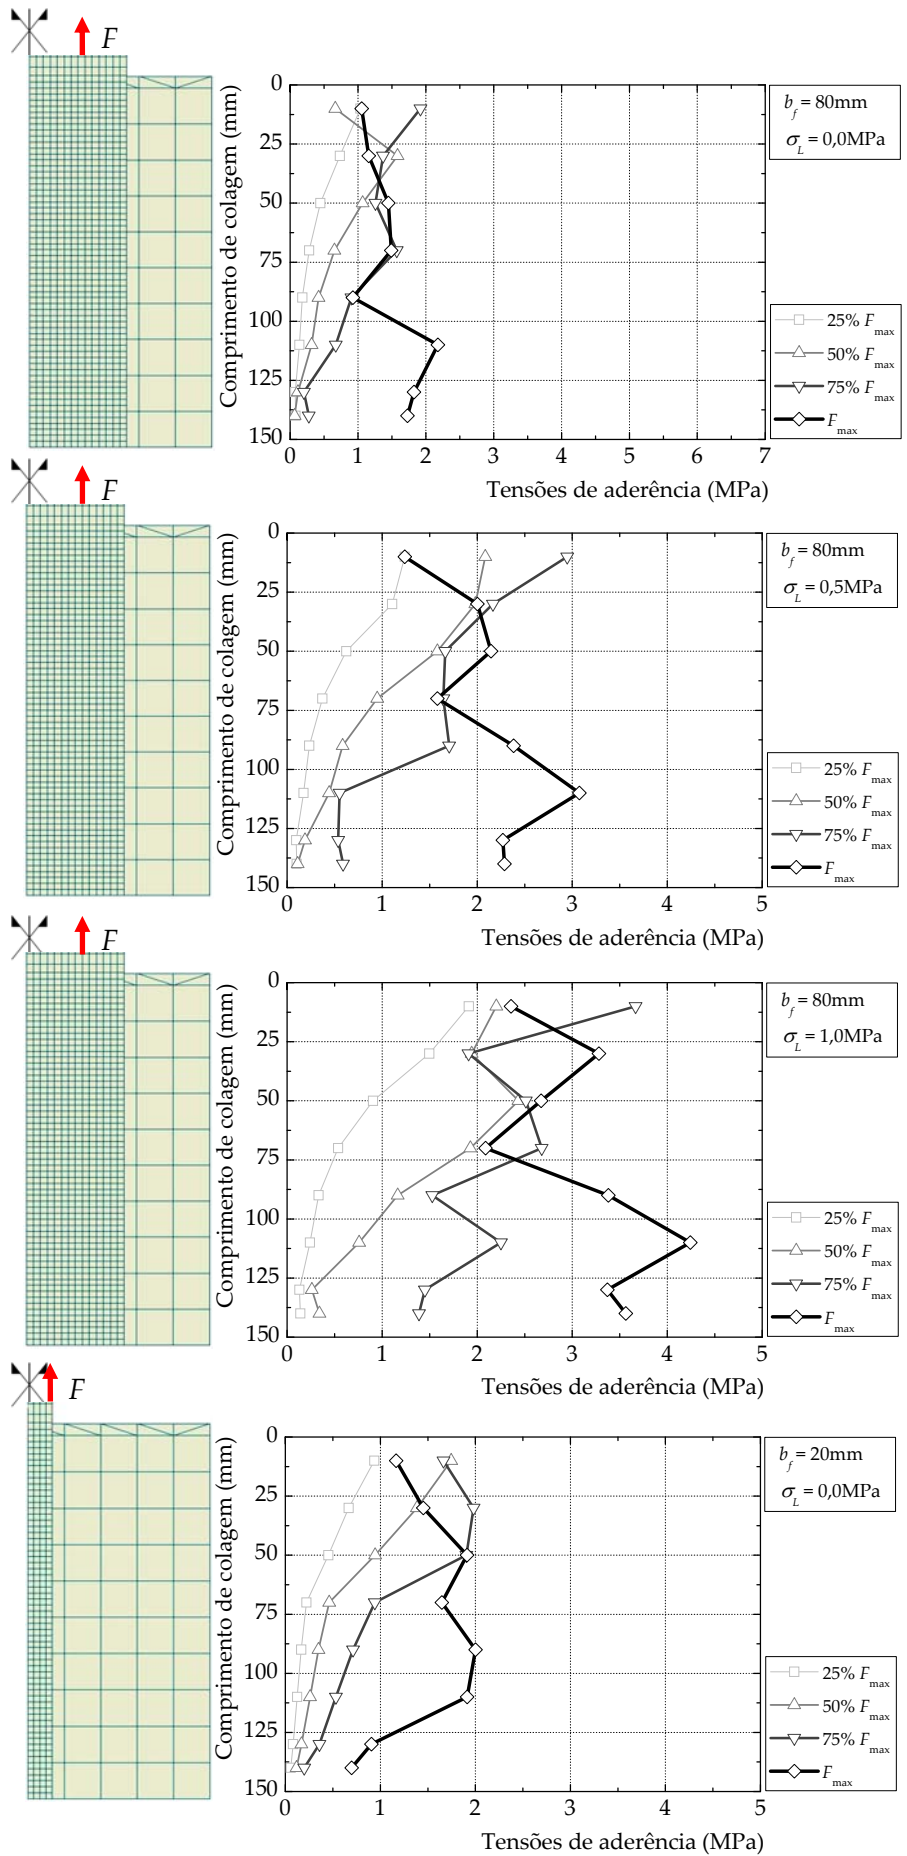 F
Comprimento de colagem (mm)
0
25
50
75
100
125
150
0 1 2 3 4 5 6 7
Tensões de aderência (MPa)
b_f = 80mm
σ_L = 0,0MPa
25% F_max
50% F_max
75% F_max
F_max
F
Comprimento de colagem (mm)
0
25
50
75
100
125
150
0 1 2 3 4 5
Tensões de aderência (MPa)
b_f = 80mm
σ_L = 0,5MPa
25% F_max
50% F_max
75% F_max
F_max
F
Comprimento de colagem (mm)
0
25
50
75
100
125
150
0 1 2 3 4 5
Tensões de aderência (MPa)
b_f = 80mm
σ_L = 1,0MPa
25% F_max
50% F_max
75% F_max
F_max
F
Comprimento de colagem (mm)
0
25
50
75
100
125
150
0 1 2 3 4 5
Tensões de aderência (MPa)
b_f = 20mm
σ_L = 0,0MPa
25% F_max
50% F_max
75% F_max
F_max